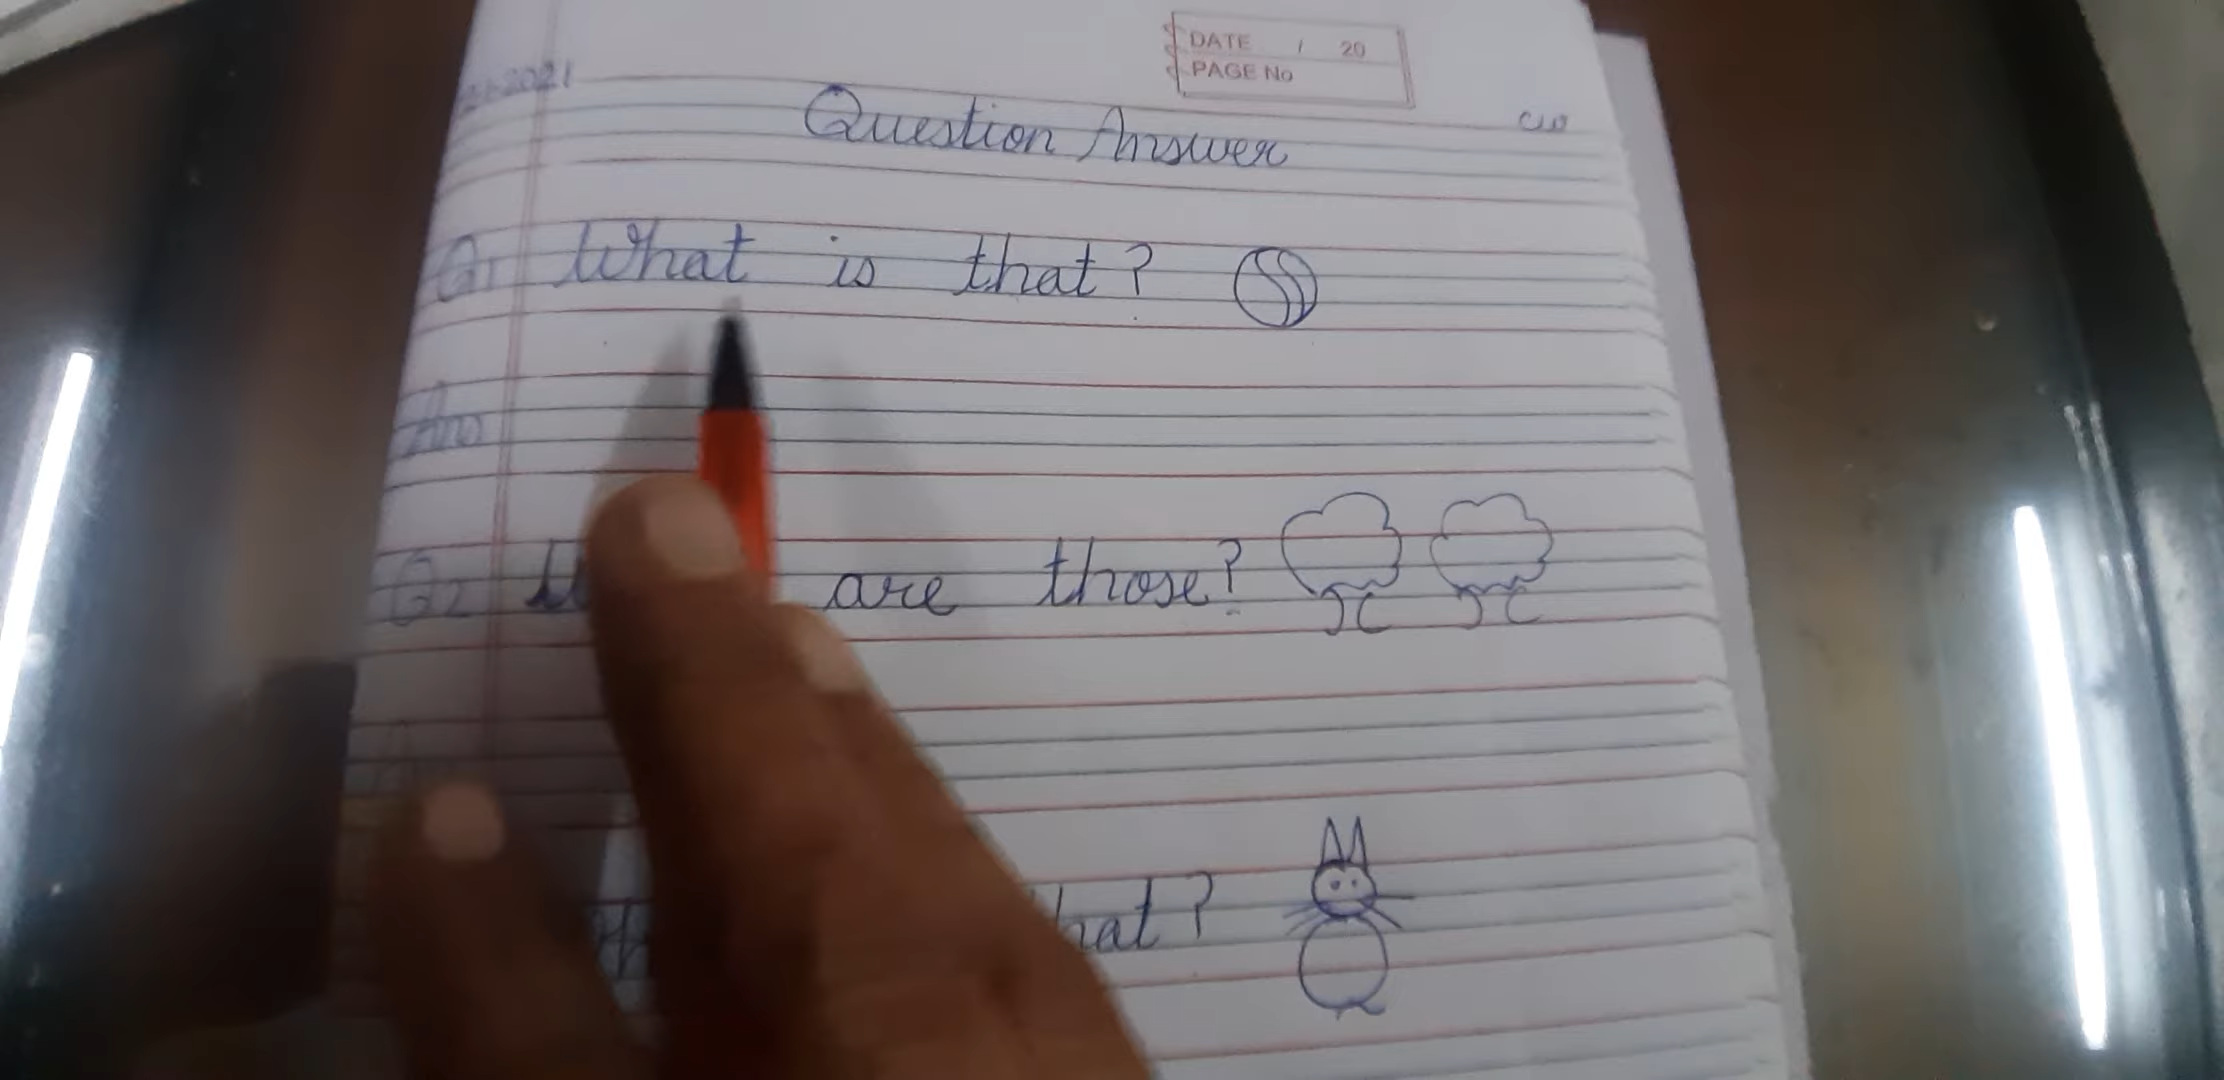 DATE / 20
PAGE No
2021
CW
Question Answer
Q1 What is that?
Ans
Q2 are those?
hat?